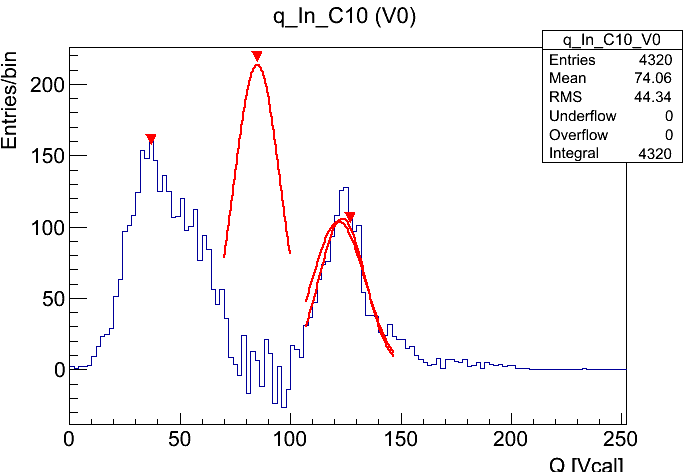 q_In_C10 (V0)
q_In_C10_V0
Entries 4320
Mean 74.06
RMS 44.34
Underflow 0
Overflow 0
Integral 4320
Entries/bin
200
150
100
50
0
0 50 100 150 200 250
Q [Vcal]